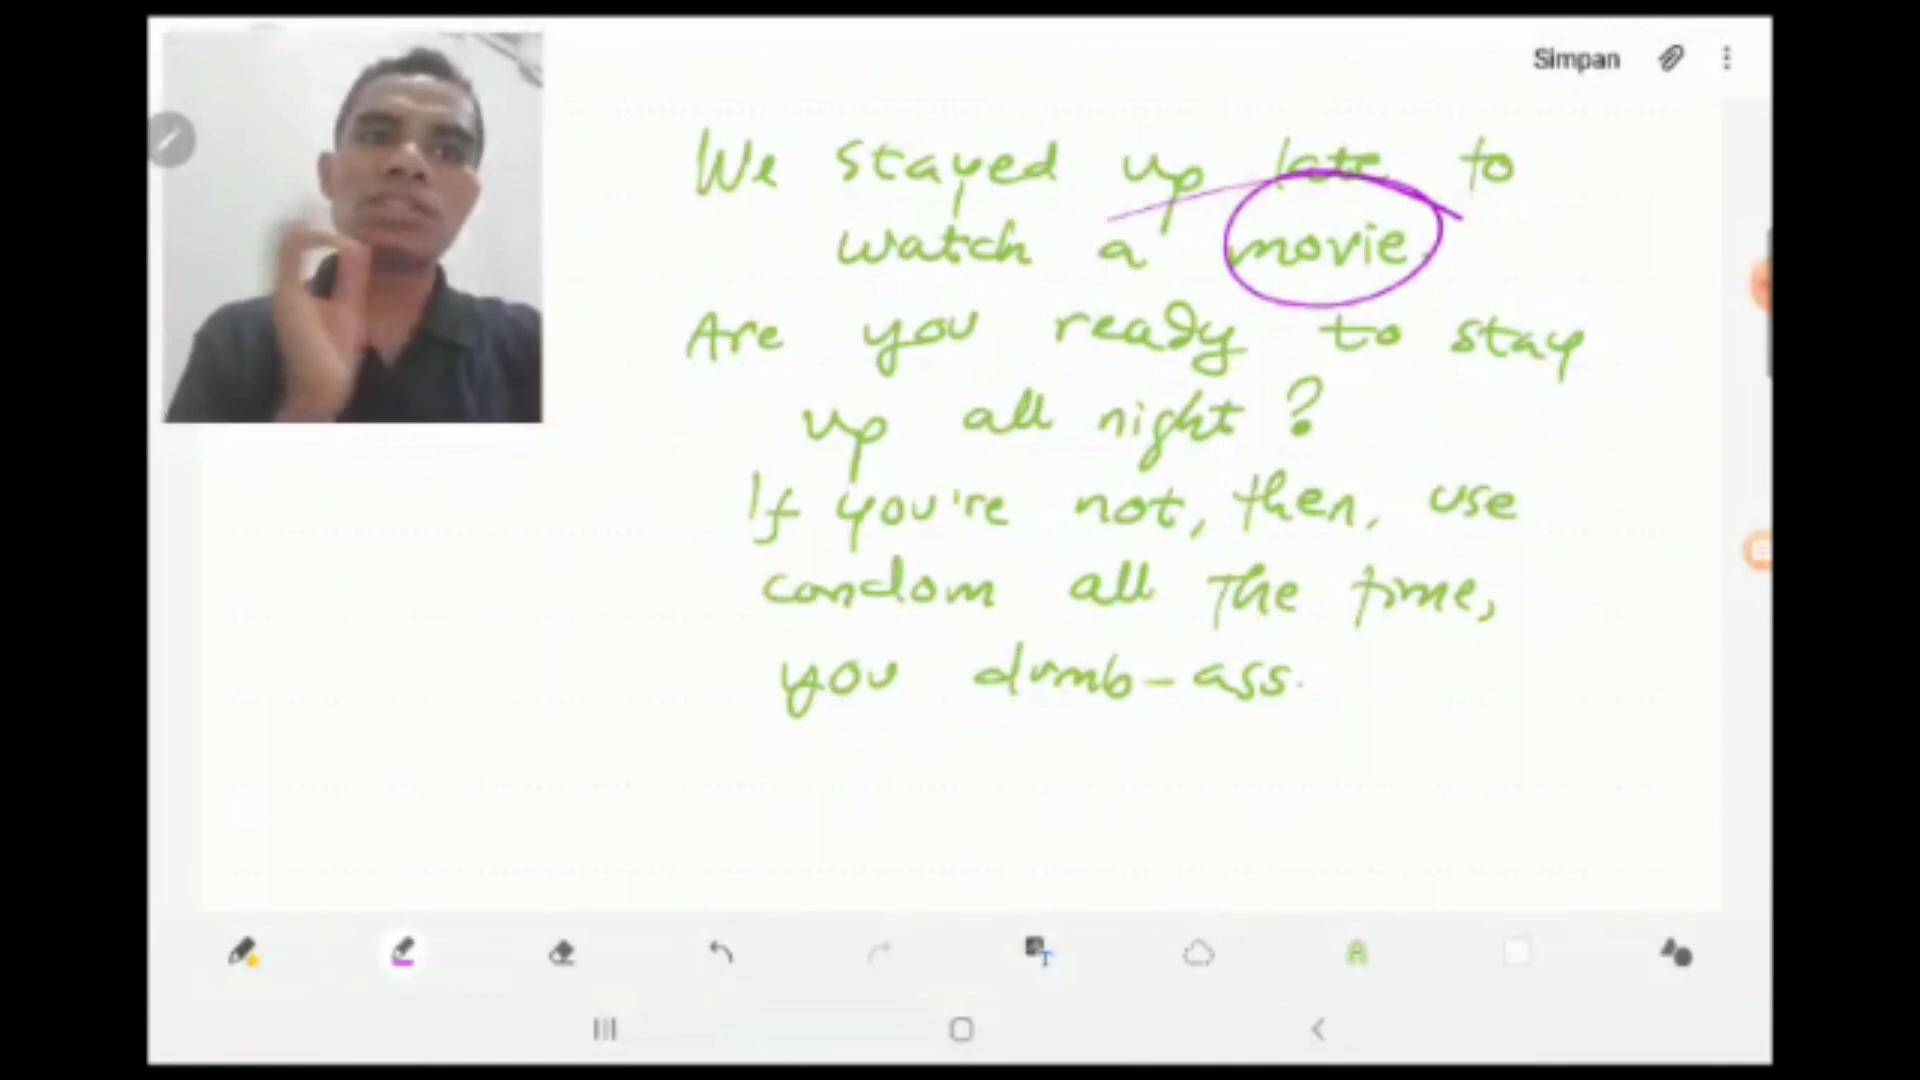 Simpan
We stayed up late to
watch a movie.
Are you ready to stay
up all night?
If you're not, then, use
condom all the time,
you dumb-ass.